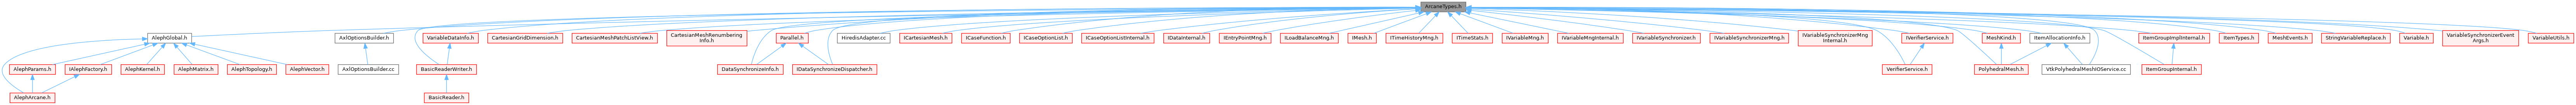 ArcaneTypes.h
AlephGlobal.h
AxlOptionsBuilder.h
VariableDataInfo.h
CartesianGridDimension.h
CartesianMeshPatchListView.h
CartesianMeshRenumbering
Info.h
Parallel.h
HiredisAdapter.cc
ICartesianMesh.h
ICaseFunction.h
ICaseOptionList.h
ICaseOptionListInternal.h
IDataInternal.h
IEntryPointMng.h
ILoadBalanceMng.h
IMesh.h
ITimeHistoryMng.h
ITimeStats.h
IVariableMng.h
IVariableMngInternal.h
IVariableSynchronizer.h
IVariableSynchronizerMng.h
IVariableSynchronizerMng
Internal.h
IVerifierService.h
MeshKind.h
ItemAllocationInfo.h
ItemGroupImplInternal.h
ItemTypes.h
MeshEvents.h
StringVariableReplace.h
Variable.h
VariableSynchronizerEvent
Args.h
VariableUtils.h
AlephParams.h
IAlephFactory.h
AlephKernel.h
AlephMatrix.h
AlephTopology.h
AlephVector.h
AxlOptionsBuilder.cc
BasicReaderWriter.h
DataSynchronizeInfo.h
IDataSynchronizeDispatcher.h
VerifierService.h
PolyhedralMesh.h
VtkPolyhedralMeshIOService.cc
ItemGroupInternal.h
AlephArcane.h
BasicReader.h